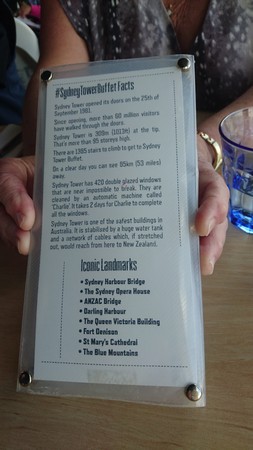 #SydneyTowerBuffet Facts
Sydney Tower opened its doors on the 25th of
September 1981.
Since opening, more than 60 million visitors
have walked through the doors.
Sydney Tower is 309m (1013ft) at the tip.
That's more than 95 storeys high.
There are 1385 stairs to climb to get to Sydney
Tower Buffet.
On a clear day you can see 85km (53 miles)
away.
Sydney Tower has 420 double glazed windows
that are near impossible to break. They are
cleaned by an automatic machine called
'Charlie'. It takes 2 days for Charlie to complete
all the windows.
Sydney Tower is one of the safest buildings in
Australia. It is stabilised by a huge water tank
and a network of cables which, if stretched
out, would reach from here to New Zealand.
Iconic Landmarks
• Sydney Harbour Bridge
• The Sydney Opera House
• ANZAC Bridge
• Darling Harbour
• The Queen Victoria Building
• Fort Denison
• St Mary's Cathedral
• The Blue Mountains